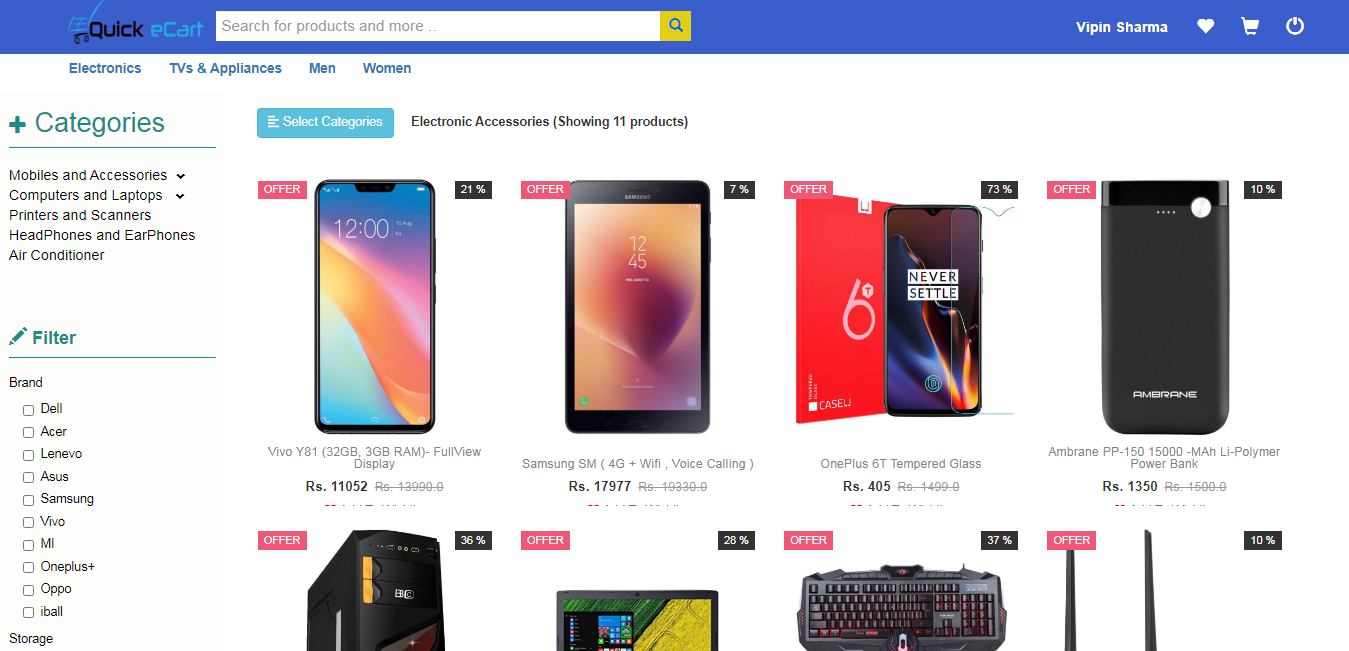 Quick eCart
Search for products and more ..
Vipin Sharma
Electronics TVs & Appliances Men Women
Categories
Select Categories
Electronic Accessories (Showing 11 products)
Mobiles and Accessories
Computers and Laptops
Printers and Scanners
HeadPhones and EarPhones
Air Conditioner
Filter
Brand
Dell
Acer
Lenevo
Asus
Samsung
Vivo
MI
Oneplus+
Oppo
iball
Storage
OFFER 21 %
12:00
10 Aug
Fri
Vivo Y81 (32GB, 3GB RAM)- FullView
Display
Rs. 11052 Rs. 13990.0
OFFER 7 %
SAMSUNG
12
45
Samsung SM ( 4G + Wifi , Voice Calling )
Rs. 17977 Rs. 19330.0
OFFER 73 %
6T
NEVER
SETTLE
TEMPERED
GLASS
CASEU
OnePlus 6T Tempered Glass
Rs. 405 Rs. 1499.0
OFFER 10 %
AMBRANE
Ambrane PP-150 15000 -MAh Li-Polymer
Power Bank
Rs. 1350 Rs. 1500.0
OFFER 36 %
OFFER 28 %
OFFER 37 %
OFFER 10 %